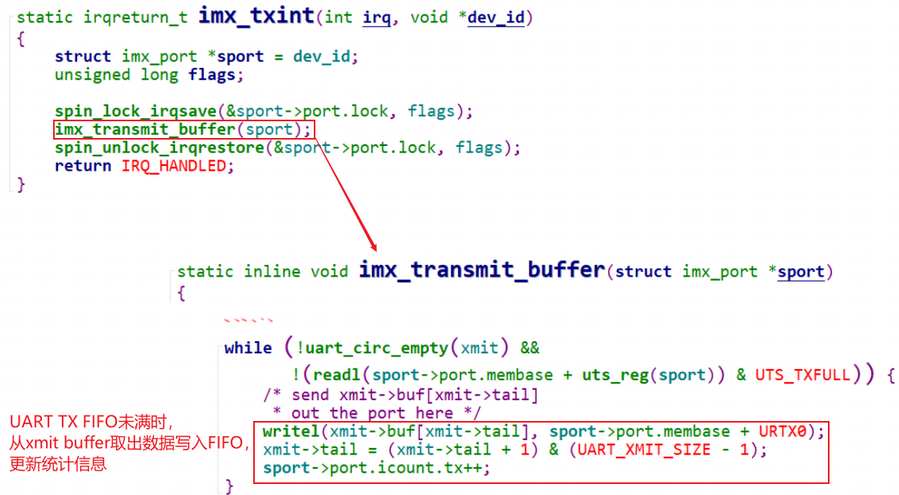 static irqreturn_t imx_txint(int irq, void *dev_id)
{
struct imx_port *sport = dev_id;
unsigned long flags;
spin_lock_irqsave(&sport->port.lock, flags);
imx_transmit_buffer(sport);
spin_unlock_irqrestore(&sport->port.lock, flags);
return IRQ_HANDLED;
}
static inline void imx_transmit_buffer(struct imx_port *sport)
{
......
while (!uart_circ_empty(xmit) &&
!(readl(sport->port.membase + uts_reg(sport)) & UTS_TXFULL)) {
/* send xmit->buf[xmit->tail]
* out the port here */
writel(xmit->buf[xmit->tail], sport->port.membase + URTX0);
xmit->tail = (xmit->tail + 1) & (UART_XMIT_SIZE - 1);
sport->port.icount.tx++;
}
UART TX FIFO未满时，
从xmit buffer取出数据写入FIFO，
更新统计信息